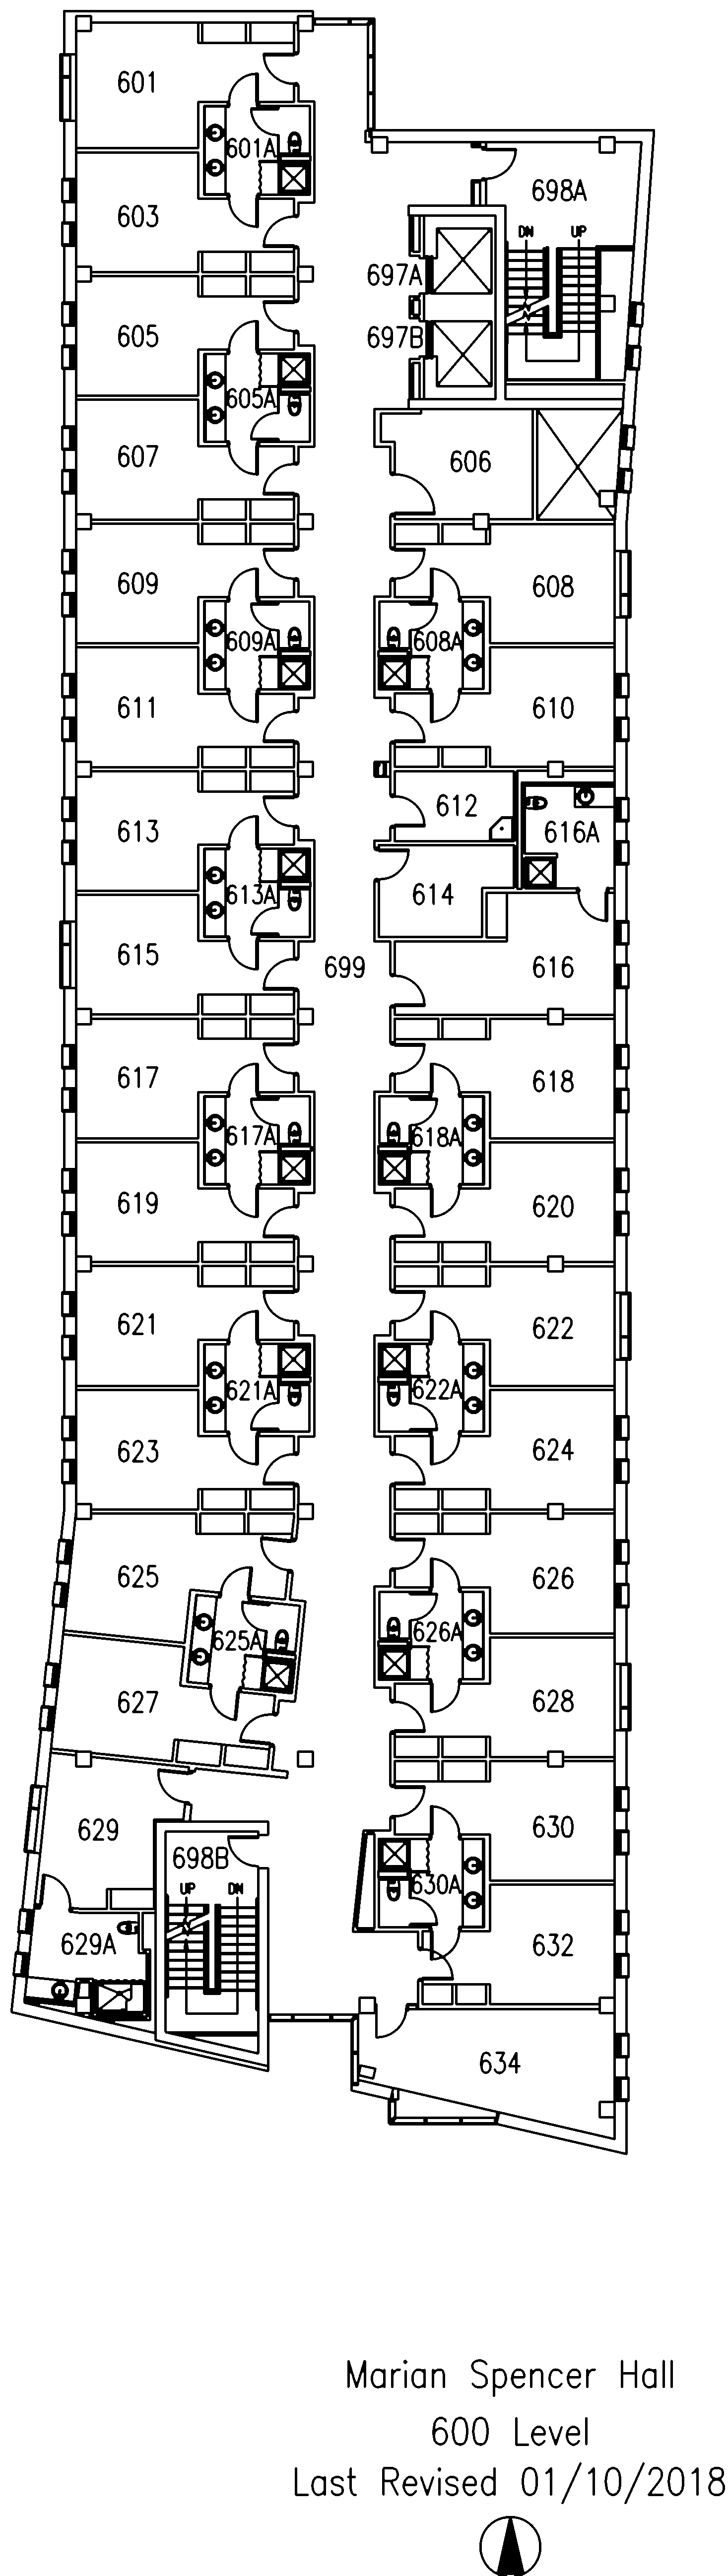 601
601A
698A
603
DN UP
697A
605
697B
605A
607
606
609
608
609A
608A
611
610
612
613
616A
613A
614
615
699
616
617
618
617A
618A
619
620
621
622
621A
622A
623
624
625
626
625A
626A
627
628
629
630
698B
630A
UP DN
629A
632
634
Marian Spencer Hall
600 Level
Last Revised 01/10/2018